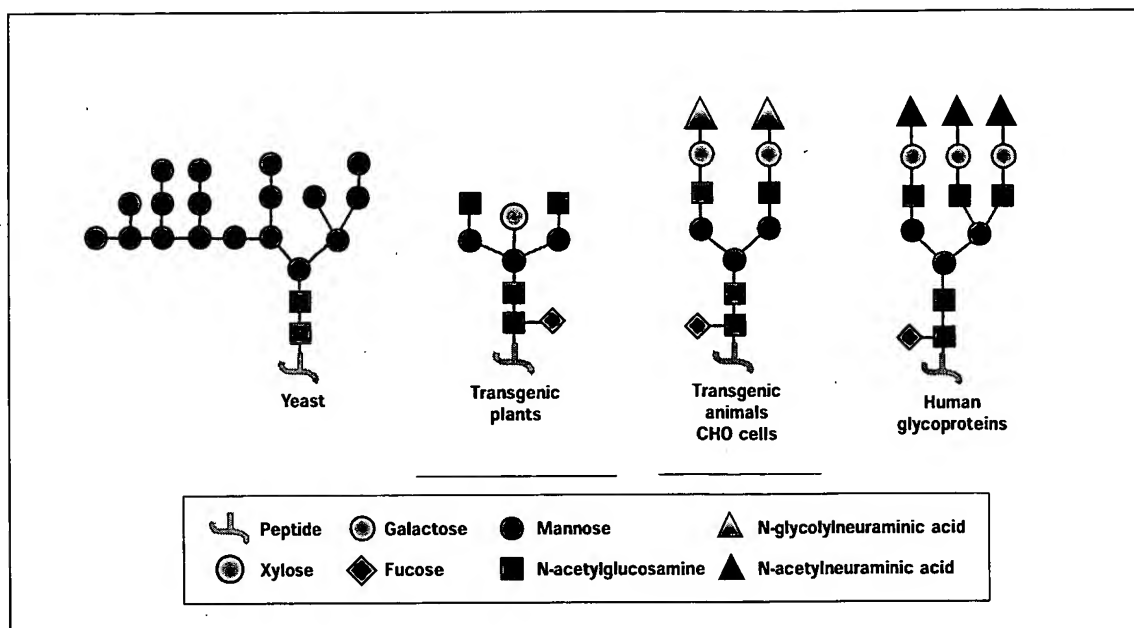 Yeast
Transgenic
plants
Transgenic
animals
CHO cells
Human
glycoproteins
Peptide
Galactose
Mannose
N-glycolylneuraminic acid
Xylose
Fucose
N-acetylglucosamine
N-acetylneuraminic acid